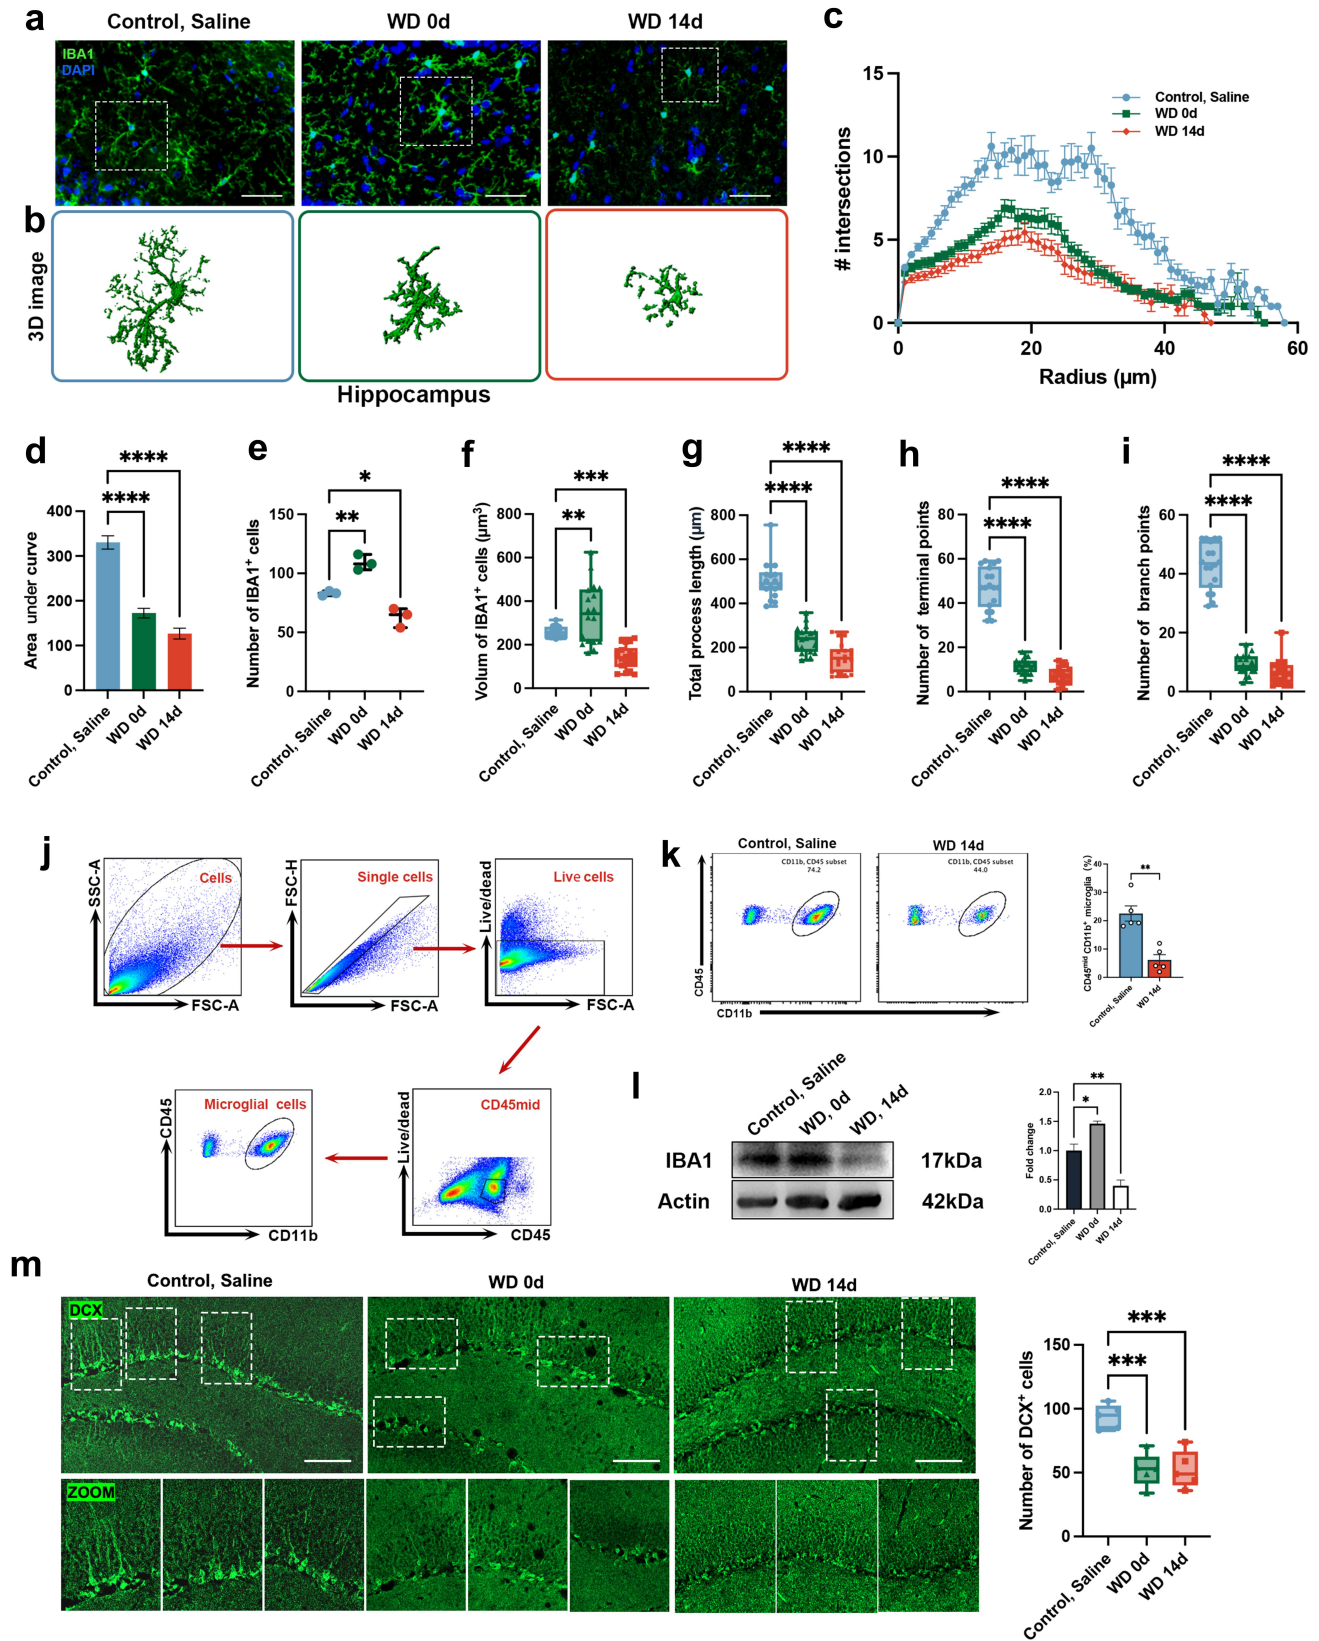 a
Control, Saline
WD 0d
WD 14d
IBA1
DAPI
b
3D image
Hippocampus
c
# intersections
15
10
5
0
0
20
40
60
Radius (μm)
Control, Saline
WD 0d
WD 14d
d
****
****
Area under curve
400
300
200
100
0
Control, Saline
WD 0d
WD 14d
e
*
**
Number of IBA1+ cells
150
100
50
0
Control, Saline
WD 0d
WD 14d
f
***
**
Volum of IBA1+ cells (μm3)
800
600
400
200
0
Control, Saline
WD 0d
WD 14d
g
****
****
Total process length (μm)
800
600
400
200
0
Control, Saline
WD 0d
WD 14d
h
****
****
Number of terminal points
80
60
40
20
0
Control, Saline
WD 0d
WD 14d
i
****
****
Number of branch points
60
40
20
0
Control, Saline
WD 0d
WD 14d
j
SSC-A
Cells
FSC-A
FSC-H
Single cells
FSC-A
Live/dead
Live cells
FSC-A
CD45
Microglial cells
CD11b
Live/dead
CD45mid
CD45
k
Control, Saline
WD 14d
CD11b, CD45 subset
74.2
CD11b, CD45 subset
44.0
CD45
CD11b
CD45mid CD11b+ microglia (%)
40
30
20
10
0
**
Control, Saline
WD 14d
l
Control, Saline
WD, 0d
WD, 14d
IBA1
17kDa
Actin
42kDa
Fold change
2.0
1.5
1.0
0.5
0.0
**
*
Control, Saline
WD 0d
WD 14d
m
Control, Saline
WD 0d
WD 14d
DCX
ZOOM
***
***
Number of DCX+ cells
150
100
50
0
Control, Saline
WD 0d
WD 14d